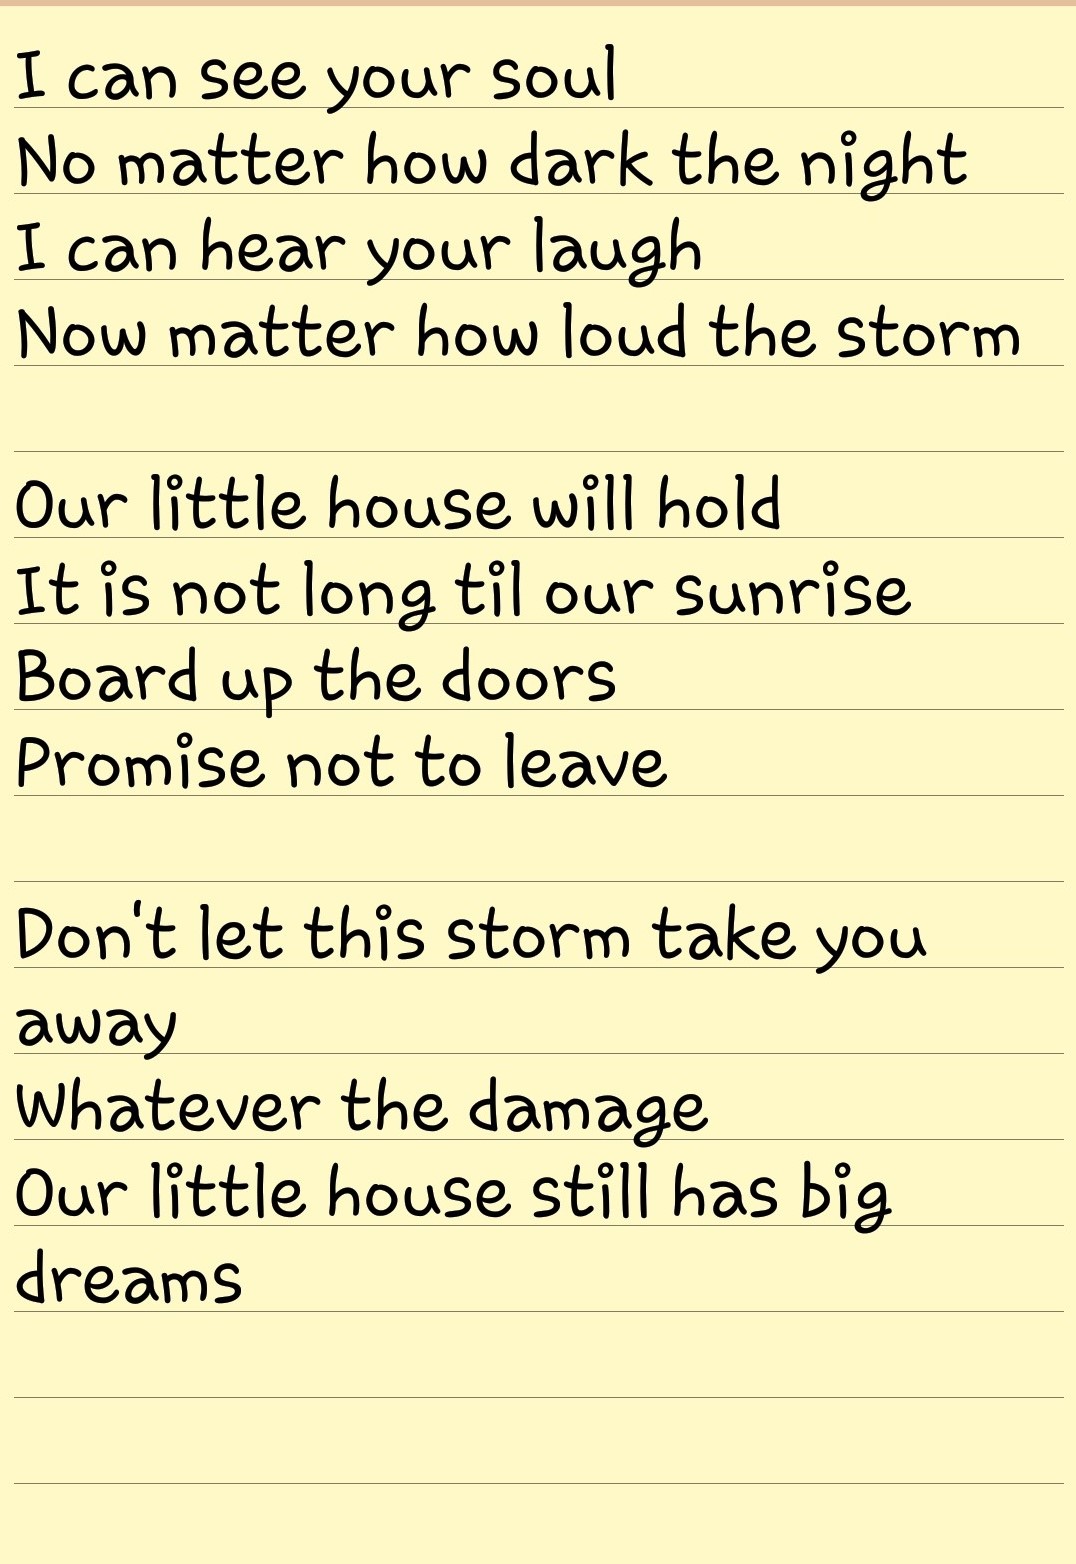 I can see your soul
No matter how dark the night
I can hear your laugh
Now matter how loud the storm

Our little house will hold
It is not long til our sunrise
Board up the doors
Promise not to leave

Don't let this storm take you
away
Whatever the damage
Our little house still has big
dreams